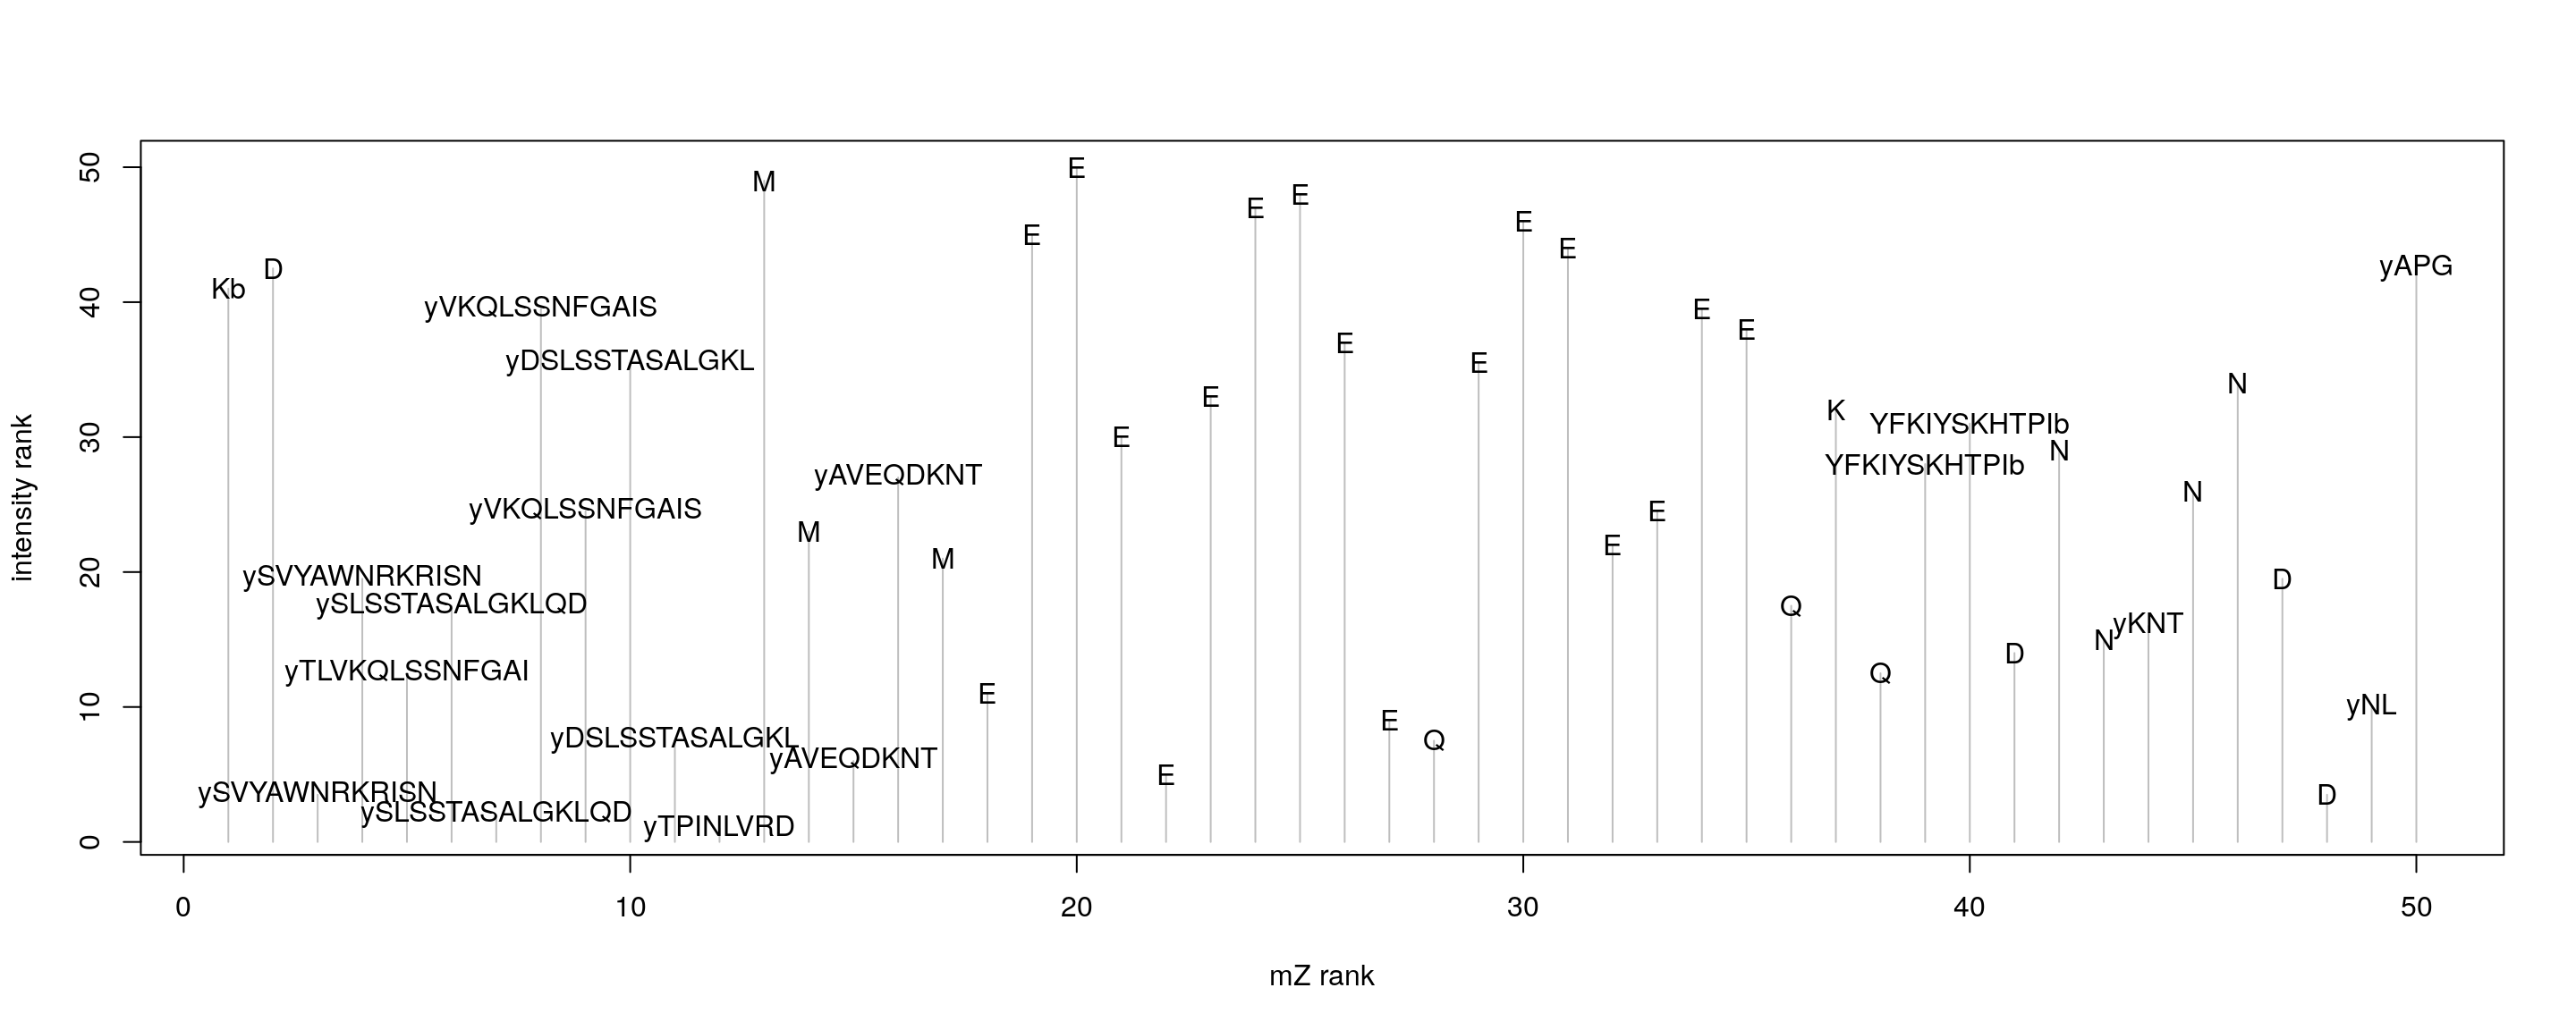 E
M
E
E
E
E
E
E
N
yAPG
D
Kb
yVKQLSSNFGAIS
E
E
E
yDSLSSTASALGKL
E
E
K
YFKIYSKHTPIb
E
N
YFKIYSKHTPIb
yAVEQDKNT
N
yVKQLSSNFGAIS
E
M
E
M
ySVYAWNRKRISN
D
ySLSSTASALGKLQD
Q
yKNT
N
D
yTLVKQLSSNFGAI
Q
E
yNL
E
yDSLSSTASALGKL
Q
yAVEQDKNT
E
ySVYAWNRKRISN
D
ySLSSTASALGKLQD
yTPINLVRD
intensity rank
0
10
20
30
40
50
0 10 20 30 40 50
mZ rank